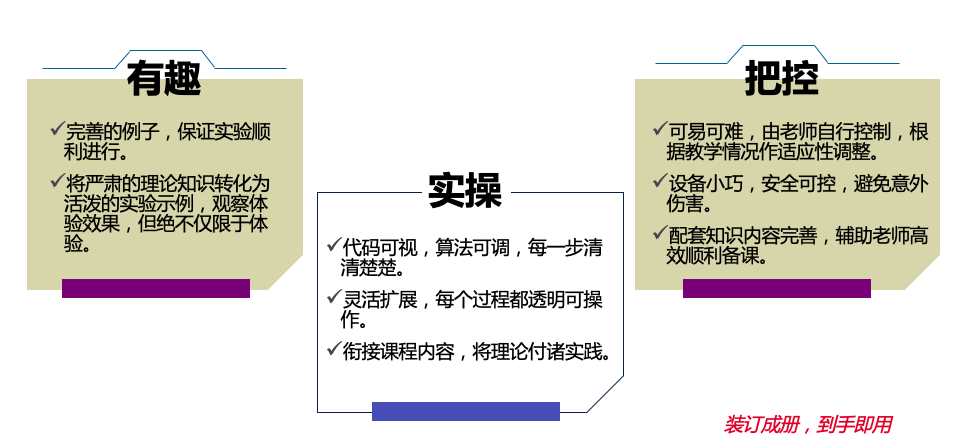 有趣
✓完善的例子，保证实验顺
利进行。
✓将严肃的理论知识转化为
活泼的实验示例，观察体
验效果，但绝不仅限于体
验。
实操
✓代码可视，算法可调，每一步清
清楚楚。
✓灵活扩展，每个过程都透明可操
作。
✓衔接课程内容，将理论付诸实践。
把控
✓可易可难，由老师自行控制，根
据教学情况作适应性调整。
✓设备小巧，安全可控，避免意外
伤害。
✓配套知识内容完善，辅助老师高
效顺利备课。
装订成册，到手即用